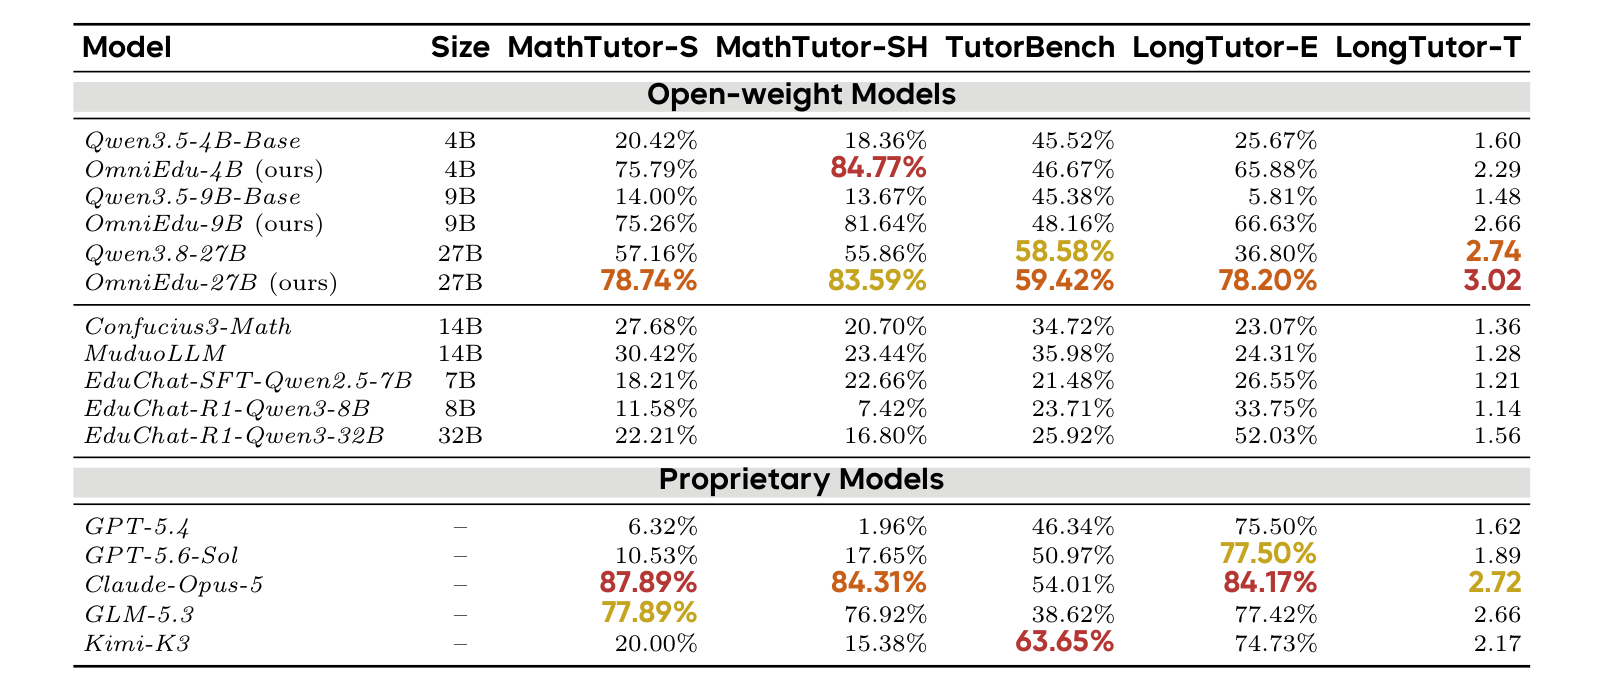 Model Size MathTutor-S MathTutor-SH TutorBench LongTutor-E LongTutor-T
Open-weight Models
Qwen3.5-4B-Base 4B 20.42% 18.36% 45.52% 25.67% 1.60
OmniEdu-4B (ours) 4B 75.79% 84.77% 46.67% 65.88% 2.29
Qwen3.5-9B-Base 9B 14.00% 13.67% 45.38% 5.81% 1.48
OmniEdu-9B (ours) 9B 75.26% 81.64% 48.16% 66.63% 2.66
Qwen3.8-27B 27B 57.16% 55.86% 58.58% 36.80% 2.74
OmniEdu-27B (ours) 27B 78.74% 83.59% 59.42% 78.20% 3.02
Confucius3-Math 14B 27.68% 20.70% 34.72% 23.07% 1.36
MuduoLLM 14B 30.42% 23.44% 35.98% 24.31% 1.28
EduChat-SFT-Qwen2.5-7B 7B 18.21% 22.66% 21.48% 26.55% 1.21
EduChat-R1-Qwen3-8B 8B 11.58% 7.42% 23.71% 33.75% 1.14
EduChat-R1-Qwen3-32B 32B 22.21% 16.80% 25.92% 52.03% 1.56
Proprietary Models
GPT-5.4 – 6.32% 1.96% 46.34% 75.50% 1.62
GPT-5.6-Sol – 10.53% 17.65% 50.97% 77.50% 1.89
Claude-Opus-5 – 87.89% 84.31% 54.01% 84.17% 2.72
GLM-5.3 – 77.89% 76.92% 38.62% 77.42% 2.66
Kimi-K3 – 20.00% 15.38% 63.65% 74.73% 2.17